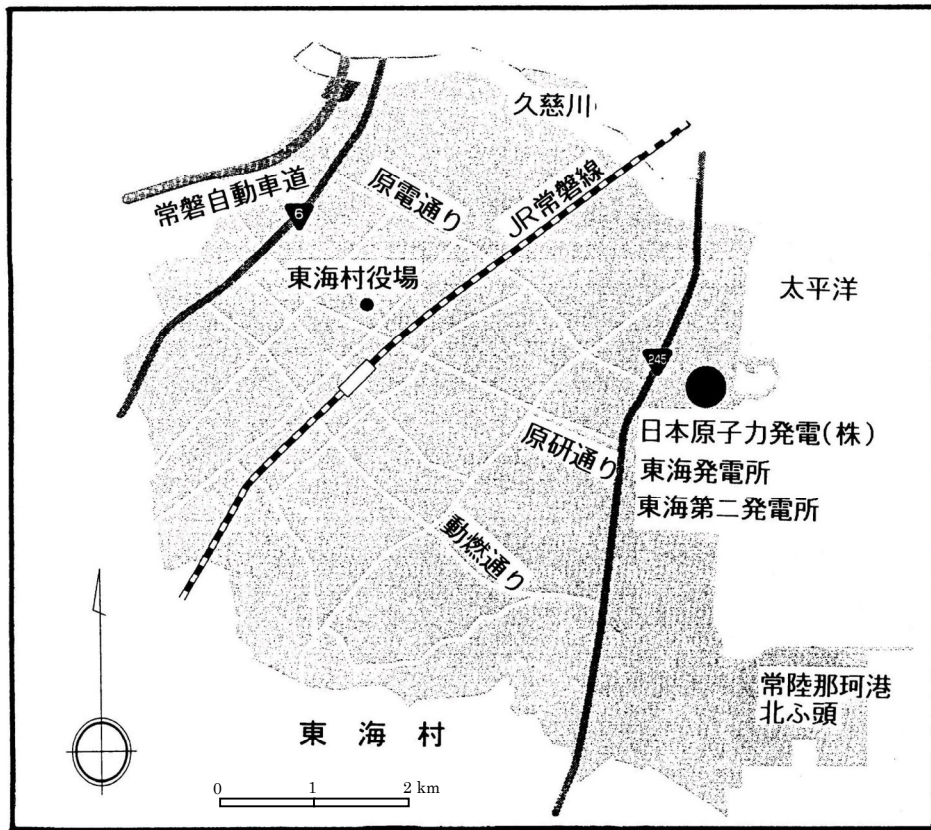 久慈川
常磐自動車道
原電通り
JR常磐線
6
東海村役場
太平洋
245
日本原子力発電(株)
東海発電所
東海第二発電所
原研通り
動燃通り
常陸那珂港
北ふ頭
東海村
0 1 2 km